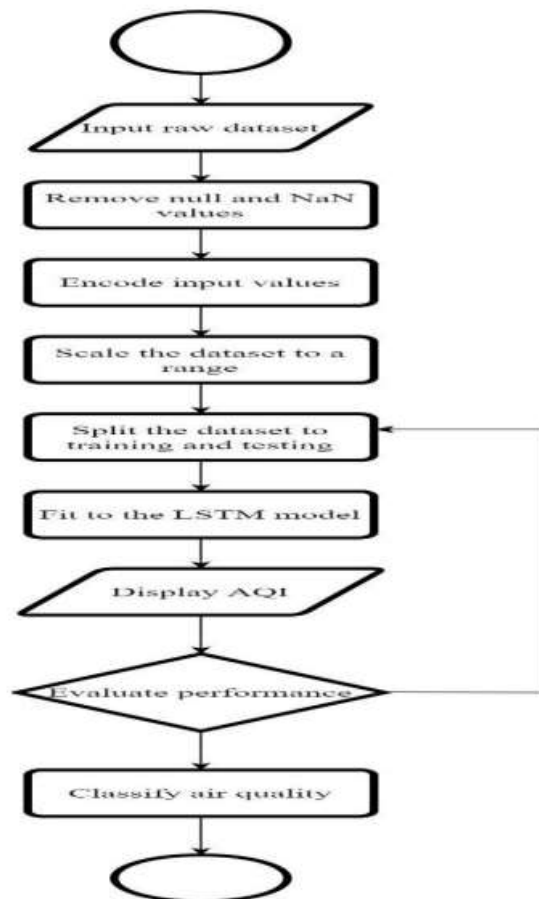 Input raw dataset
Remove null and NaN
values
Encode input values
Scale the dataset to a
range
Split the dataset to
training and testing
Fit to the LSTM model
Display AQI
Evaluate performance
Classify air quality